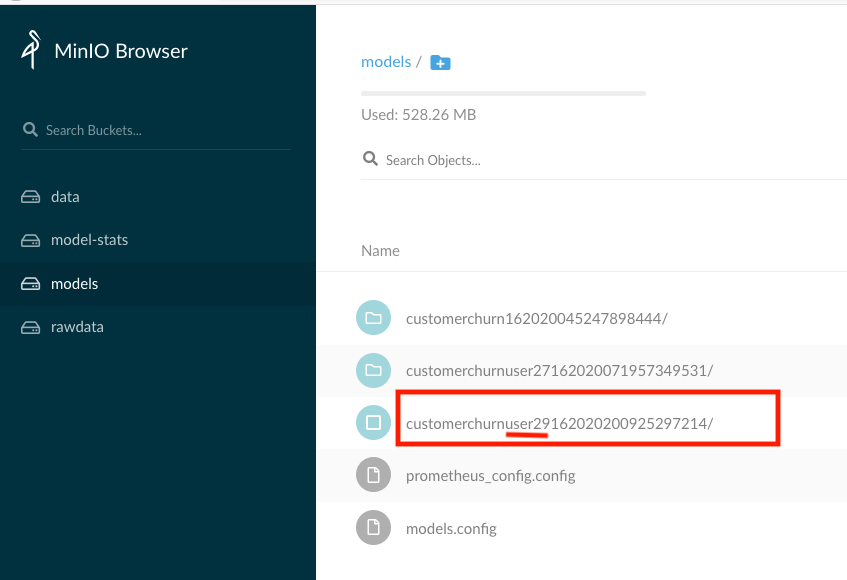 MinIO Browser
Search Buckets...
data
model-stats
models
rawdata
models /
Used: 528.26 MB
Search Objects...
Name
customerchurn162020045247898444/
customerchurnuser27162020071957349531/
customerchurnuser29162020200925297214/
prometheus_config.config
models.config